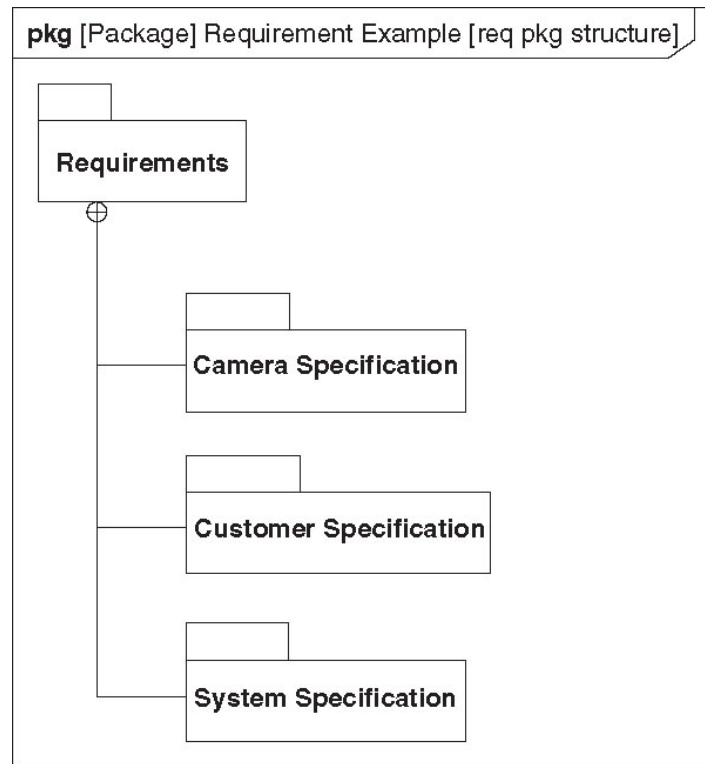 pkg [Package] Requirement Example [req pkg structure]
Requirements
Camera Specification
Customer Specification
System Specification